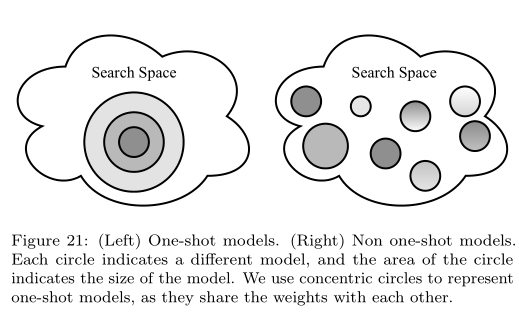 Search Space
Search Space
Figure 21: (Left) One-shot models. (Right) Non one-shot models.
Each circle indicates a different model, and the area of the circle
indicates the size of the model. We use concentric circles to represent
one-shot models, as they share the weights with each other.